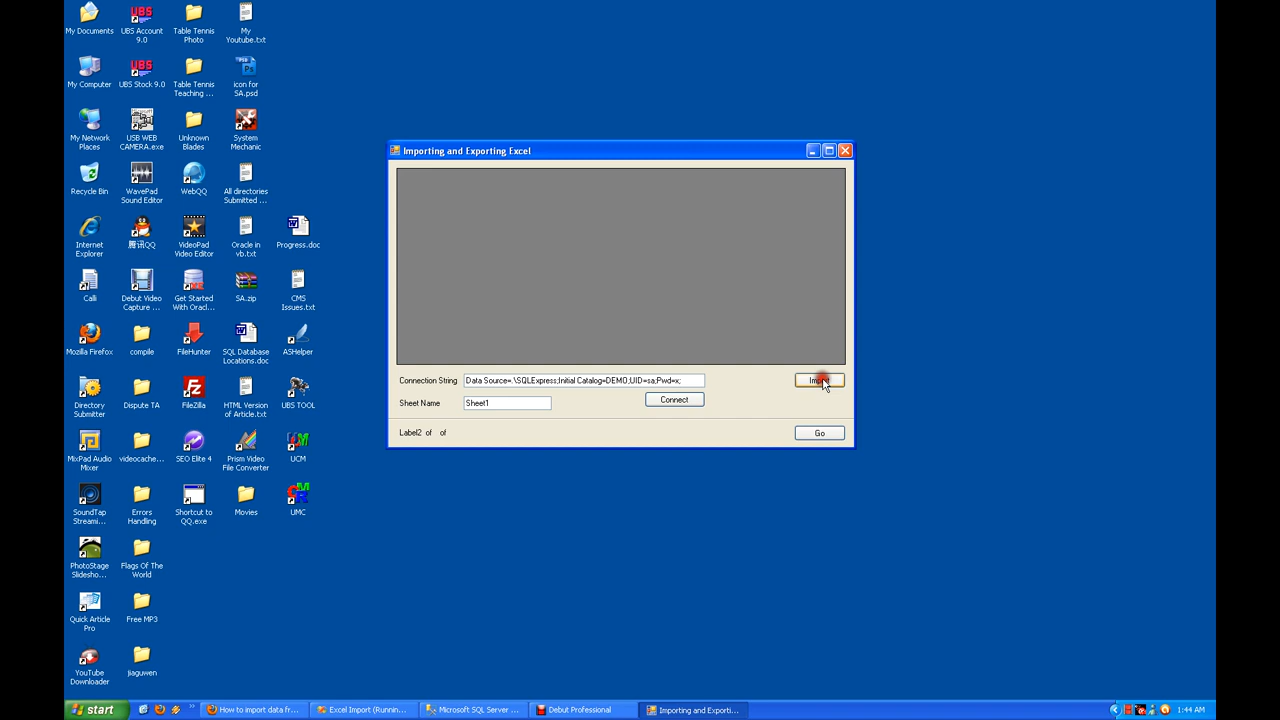 My Documents
UBS Account
9.0
Table Tennis
Photo
My
Youtube.txt
My Computer
UBS Stock 9.0
Table Tennis
Teaching ...
icon for
SA.psd
My Network
Places
USB WEB
CAMERA.exe
Unknown
Blades
System
Mechanic
Recycle Bin
WavePad
Sound Editor
WebQQ
All directories
Submitted ...
Internet
Explorer
腾讯QQ
VideoPad
Video Editor
Oracle in
vb.txt
Progress.doc
Calli
Debut Video
Capture ...
Get Started
With Oracl...
SA.zip
CMS
Issues.txt
Mozilla Firefox
compile
FileHunter
SQL Database
Locations.doc
ASHelper
Directory
Submitter
Dispute TA
FileZilla
HTML Version
of Article.txt
UBS TOOL
MixPad Audio
Mixer
videocache...
SEO Elite 4
Prism Video
File Converter
UCM
SoundTap
Streami...
Errors
Handling
Shortcut to
QQ.exe
Movies
UMC
PhotoStage
Slidesho...
Flags Of The
World
Quick Article
Pro
Free MP3
YouTube
Downloader
jiaguwen
Importing and Exporting Excel
Connection String
Data Source=.\SQLExpress;Initial Catalog=DEMO;UID=sa;Pwd=x;
Import
Sheet Name
Sheet1
Connect
Label2 of of
Go
start
How to import data fr...
Excel Import (Runnin...
Microsoft SQL Server ...
Debut Professional
Importing and Exporti...
1:44 AM